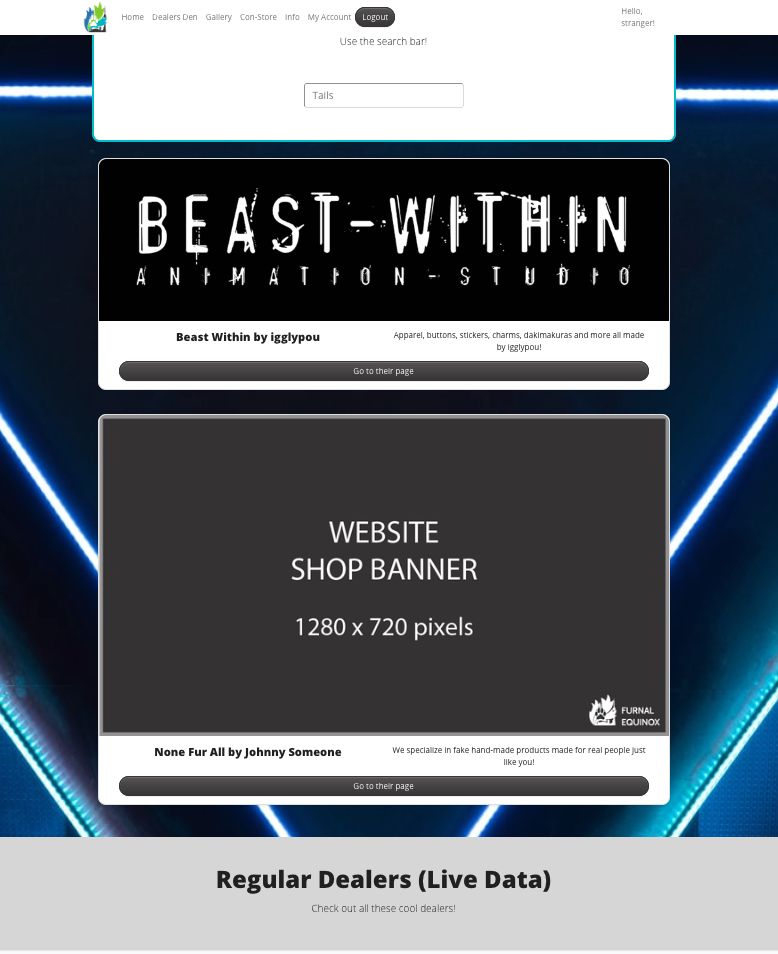 Home Dealers Den Gallery Con-Store Info My Account Logout
Hello,
stranger!
Use the search bar!
Tails
BEAST-WITHIN
ANIMATION-STUDIO
Beast Within by igglypou
Apparel, buttons, stickers, charms, dakimakuras and more all made
by igglypou!
Go to their page
WEBSITE
SHOP BANNER
1280 x 720 pixels
FURNAL
EQUINOX
None Fur All by Johnny Someone
We specialize in fake hand-made products made for real people just
like you!
Go to their page
Regular Dealers (Live Data)
Check out all these cool dealers!